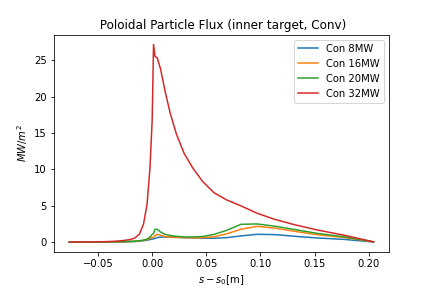 Poloidal Particle Flux (inner target, Conv)
MW/m²
25
20
15
10
5
0
Con 8MW
Con 16MW
Con 20MW
Con 32MW
−0.05
0.00
0.05
0.10
0.15
0.20
s − s₀[m]